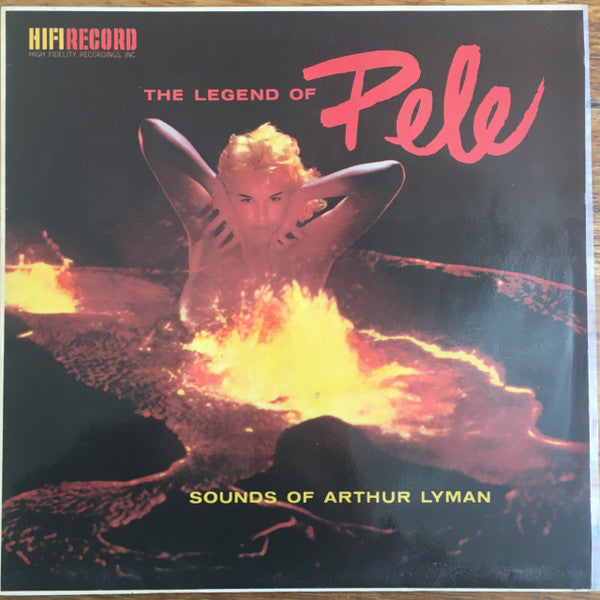 HIFIRECORD
HIGH FIDELITY RECORDINGS INC.
THE LEGEND OF Pele
SOUNDS OF ARTHUR LYMAN